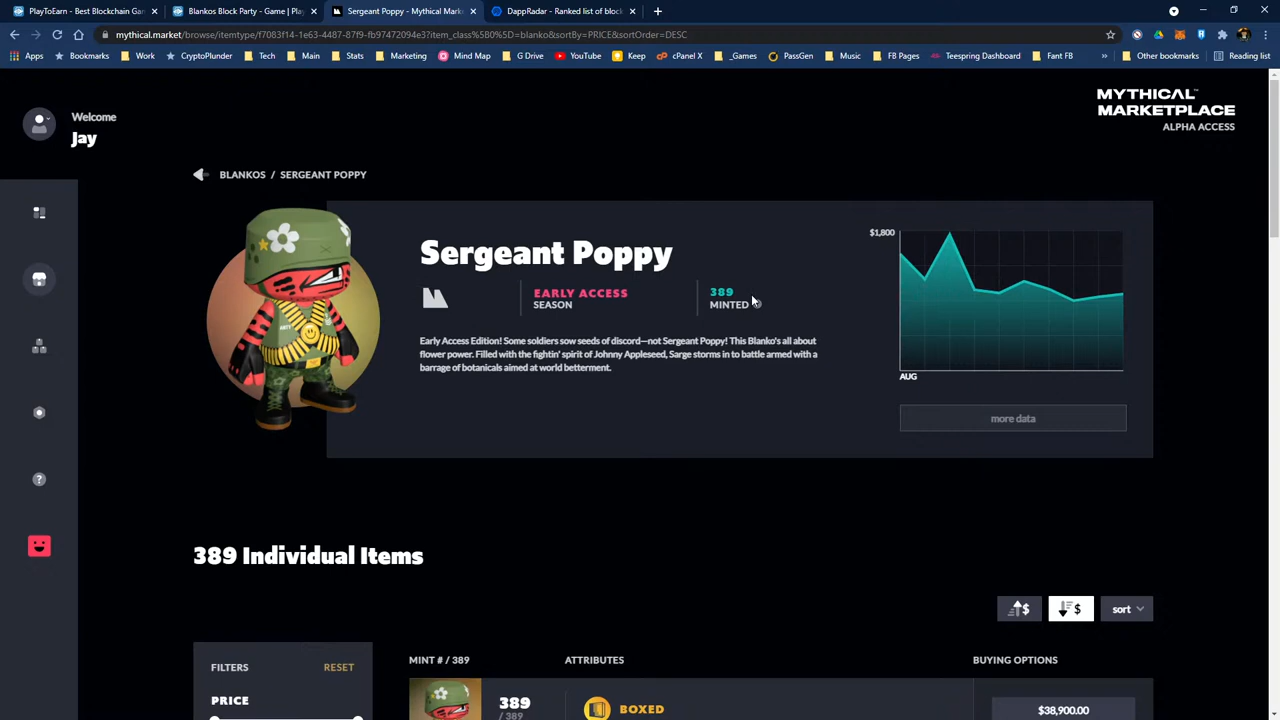 PlayToEarn - Best Blockchain Gam
Blankos Block Party - Game | Play
Sergeant Poppy - Mythical Marke
DappRadar - Ranked list of block
mythical.market/browse/itemtype/f7083f14-e63-4487-87f9-fb97472094e3?item_class%5B0%5D=blanko&sortBy=PRICE&sortOrder=DESC
Apps Bookmarks Work CryptoPlunder Tech Main Stats Marketing Mind Map G Drive YouTube Keep cPanel X _Games PassGen Music FB Pages Teespring Dashboard Fant FB » Other bookmarks Reading list
MYTHICAL™
MARKETPLACE
ALPHA ACCESS
Welcome
Jay
BLANKOS / SERGEANT POPPY
Sergeant Poppy
EARLY ACCESS
SEASON
389
MINTED
Early Access Edition! Some soldiers sow seeds of discord—not Sergeant Poppy! This Blanko's all about
flower power. Filled with the fightin' spirit of Johnny Appleseed, Sarge storms in to battle armed with a
barrage of botanicals aimed at world betterment.
$1,800
AUG
more data
389 Individual Items
$
$
sort
FILTERS RESET
PRICE
MINT # / 389 ATTRIBUTES BUYING OPTIONS
389
/ 389
BOXED
$38,900.00